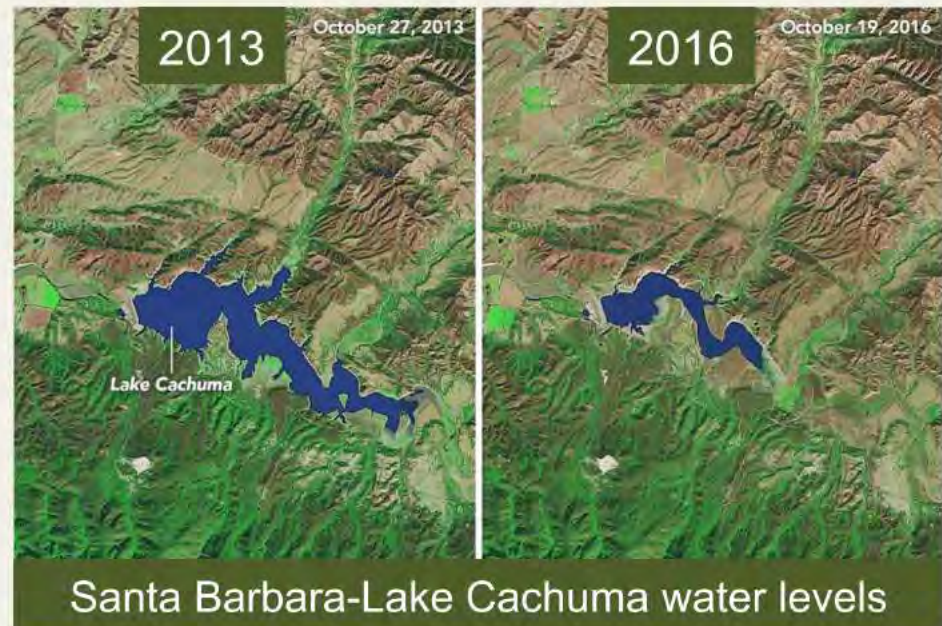 2013
October 27, 2013
2016
October 19, 2016
Lake Cachuma
Santa Barbara-Lake Cachuma water levels